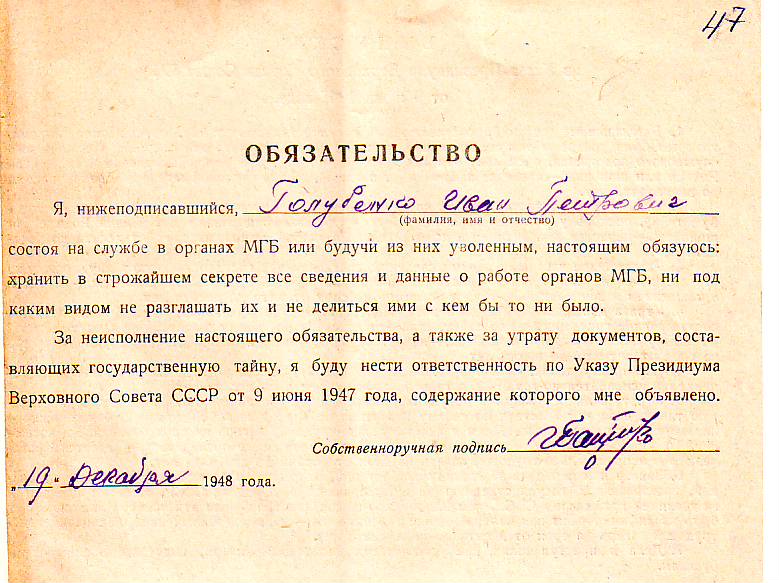 47
ОБЯЗАТЕЛЬСТВО
Я, нижеподписавшийся, Голубенко Иван Петрович
(фамилия, имя и отчество)
состоя на службе в органах МГБ или будучи из них уволенным, настоящим обязуюсь:
хранить в строжайшем секрете все сведения и данные о работе органов МГБ, ни под
каким видом не разглашать их и не делиться ими с кем бы то ни было.
За неисполнение настоящего обязательства, а также за утрату документов, соста-
вляющих государственную тайну, я буду нести ответственность по Указу Президиума
Верховного Совета СССР от 9 июня 1947 года, содержание которого мне объявлено.
Собственноручная подпись
„19“ Декабря 1948 года.